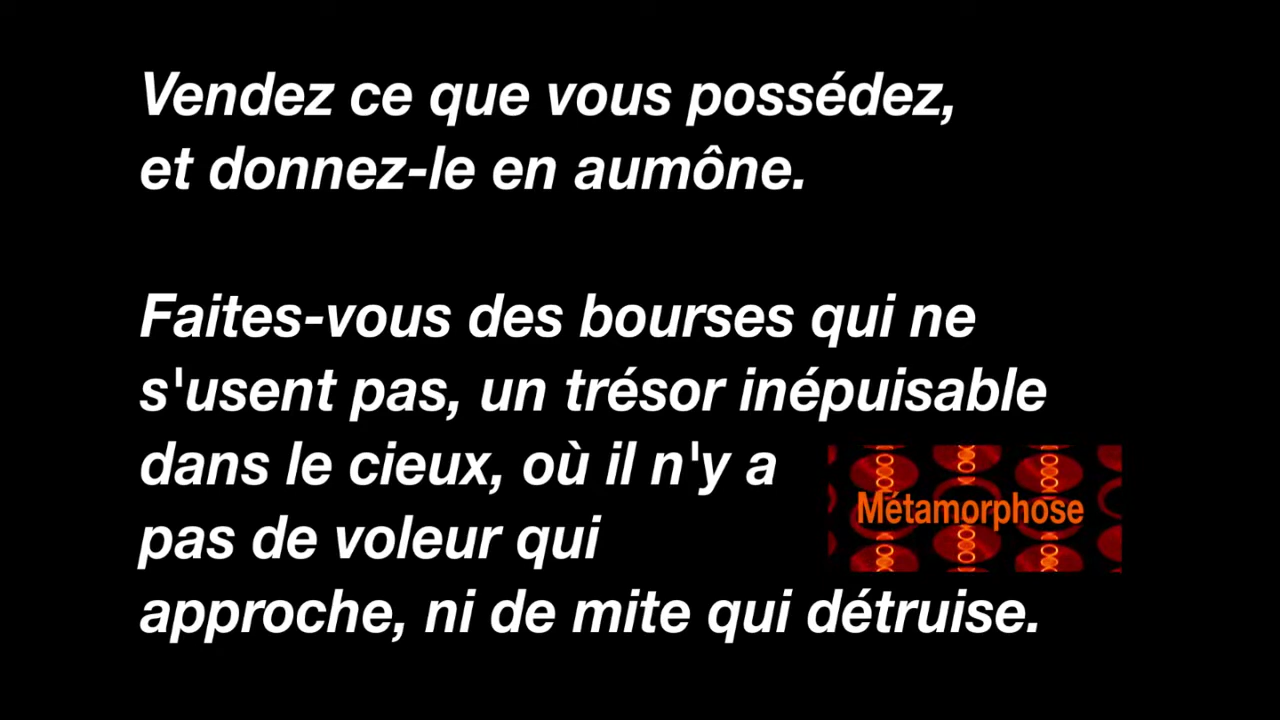 Vendez ce que vous possédez,
et donnez-le en aumône.
Faites-vous des bourses qui ne
s'usent pas, un trésor inépuisable
dans le cieux, où il n'y a
pas de voleur qui
approche, ni de mite qui détruise.
Métamorphose